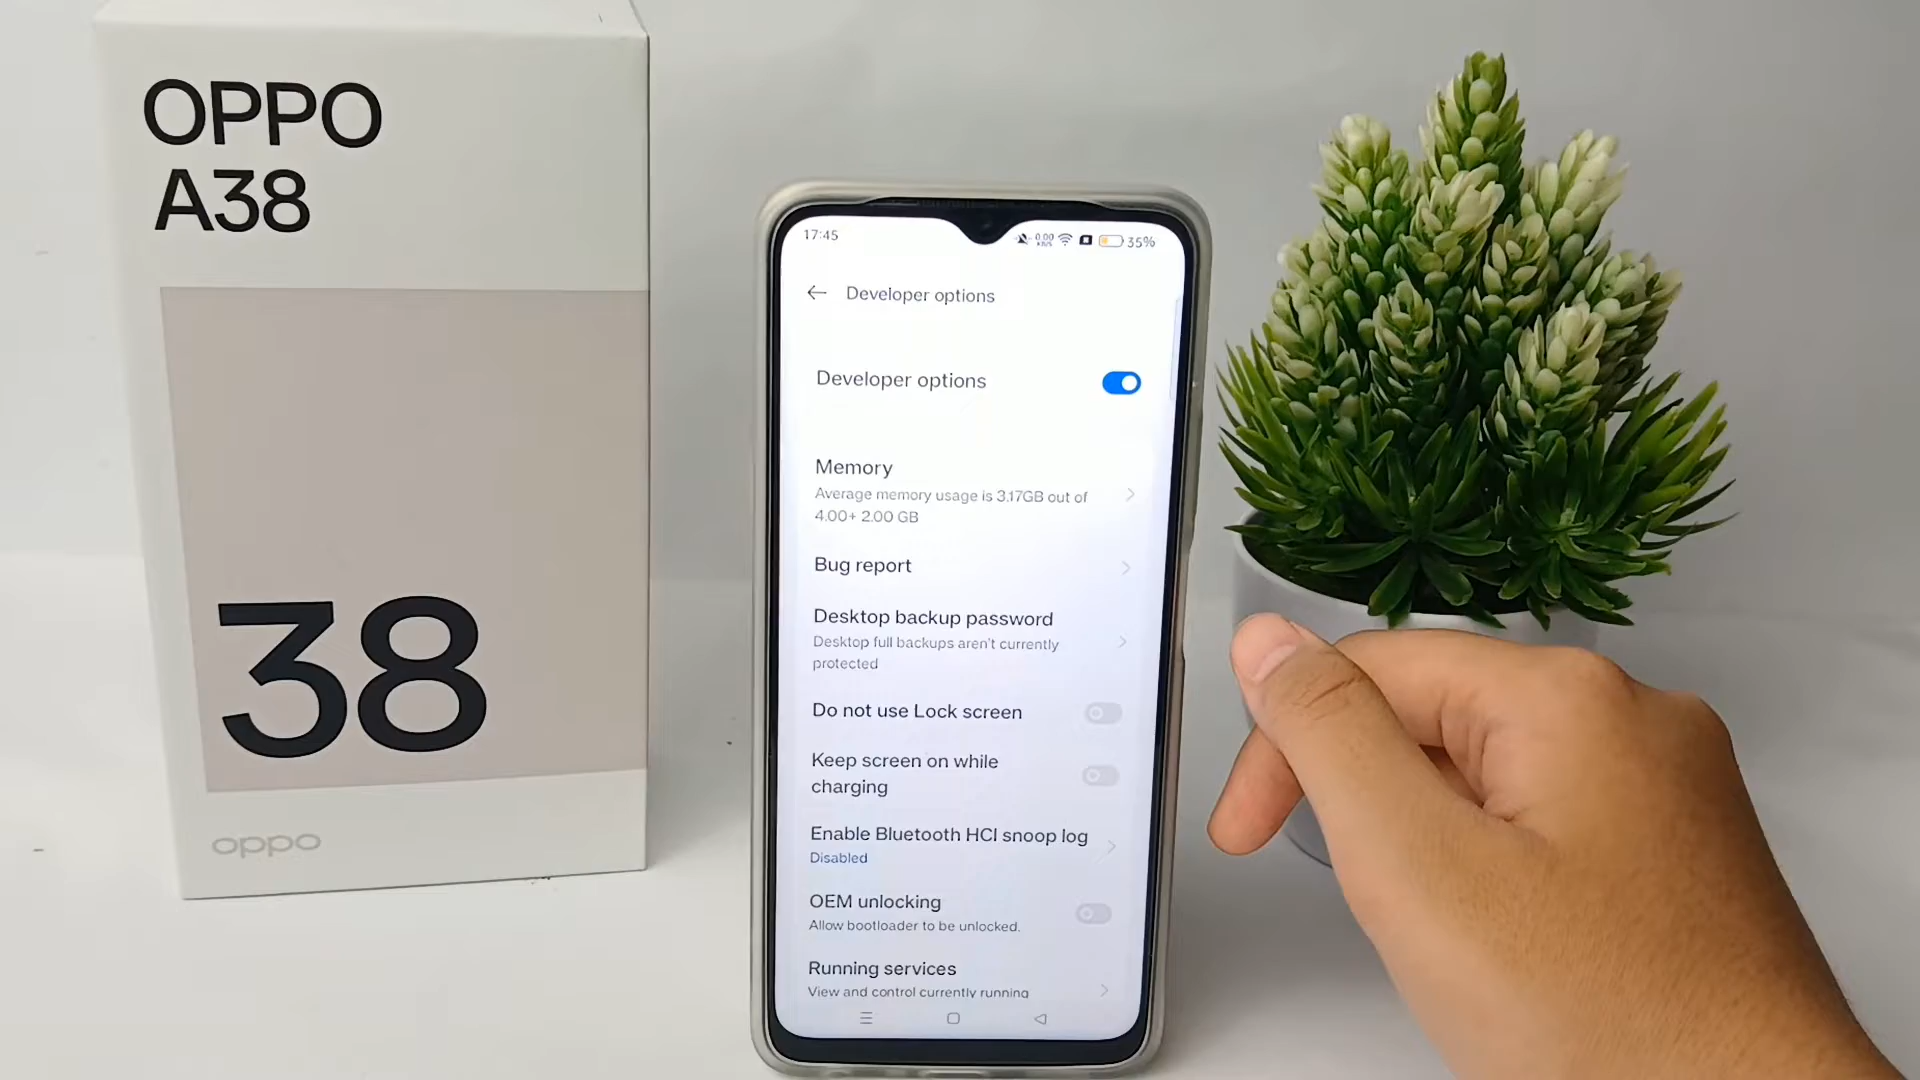 OPPO
A38
38
oppo
17:45
0.00
35%
Developer options
Developer options
Memory
Average memory usage is 3.17GB out of
4.00+ 2.00 GB
Bug report
Desktop backup password
Desktop full backups aren't currently
protected
Do not use Lock screen
Keep screen on while
charging
Enable Bluetooth HCI snoop log
Disabled
OEM unlocking
Allow bootloader to be unlocked.
Running services
View and control currently running